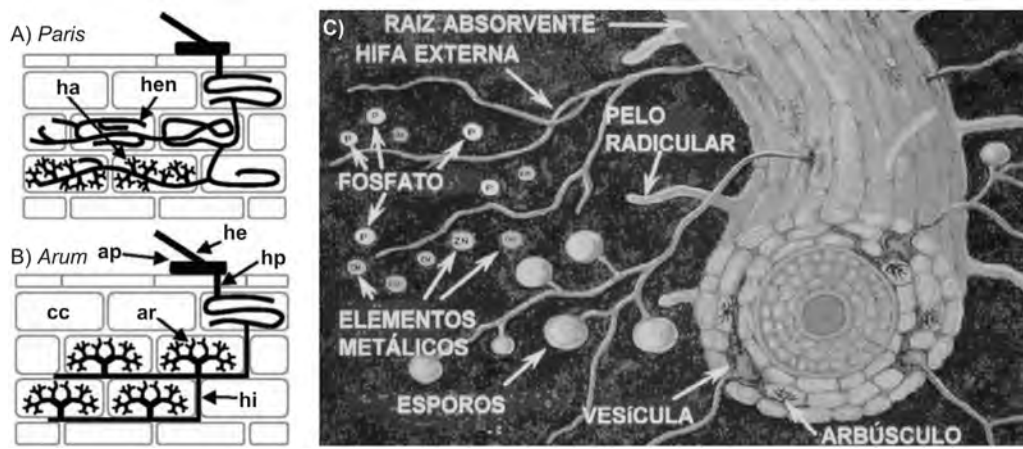 A) Paris
ha
hen
B) Arum
ap
he
hp
cc
ar
hi
C)
RAIZ ABSORVENTE
HIFA EXTERNA
PELO
RADICULAR
P
P
P
FOSFATO
P
P
ZN
ELEMENTOS
METÁLICOS
ESPOROS
VESÍCULA
ARBÚSCULO